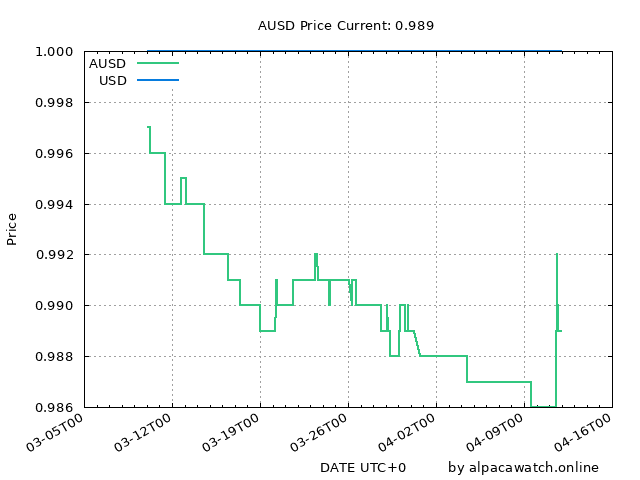 AUSD Price Current: 0.989
1.000
AUSD
USD
0.998
0.996
0.994
0.992
0.990
0.988
0.986
Price
03-05T00 03-12T00 03-19T00 03-26T00 04-02T00 04-09T00 04-16T00
DATE UTC+0 by alpacawatch.online